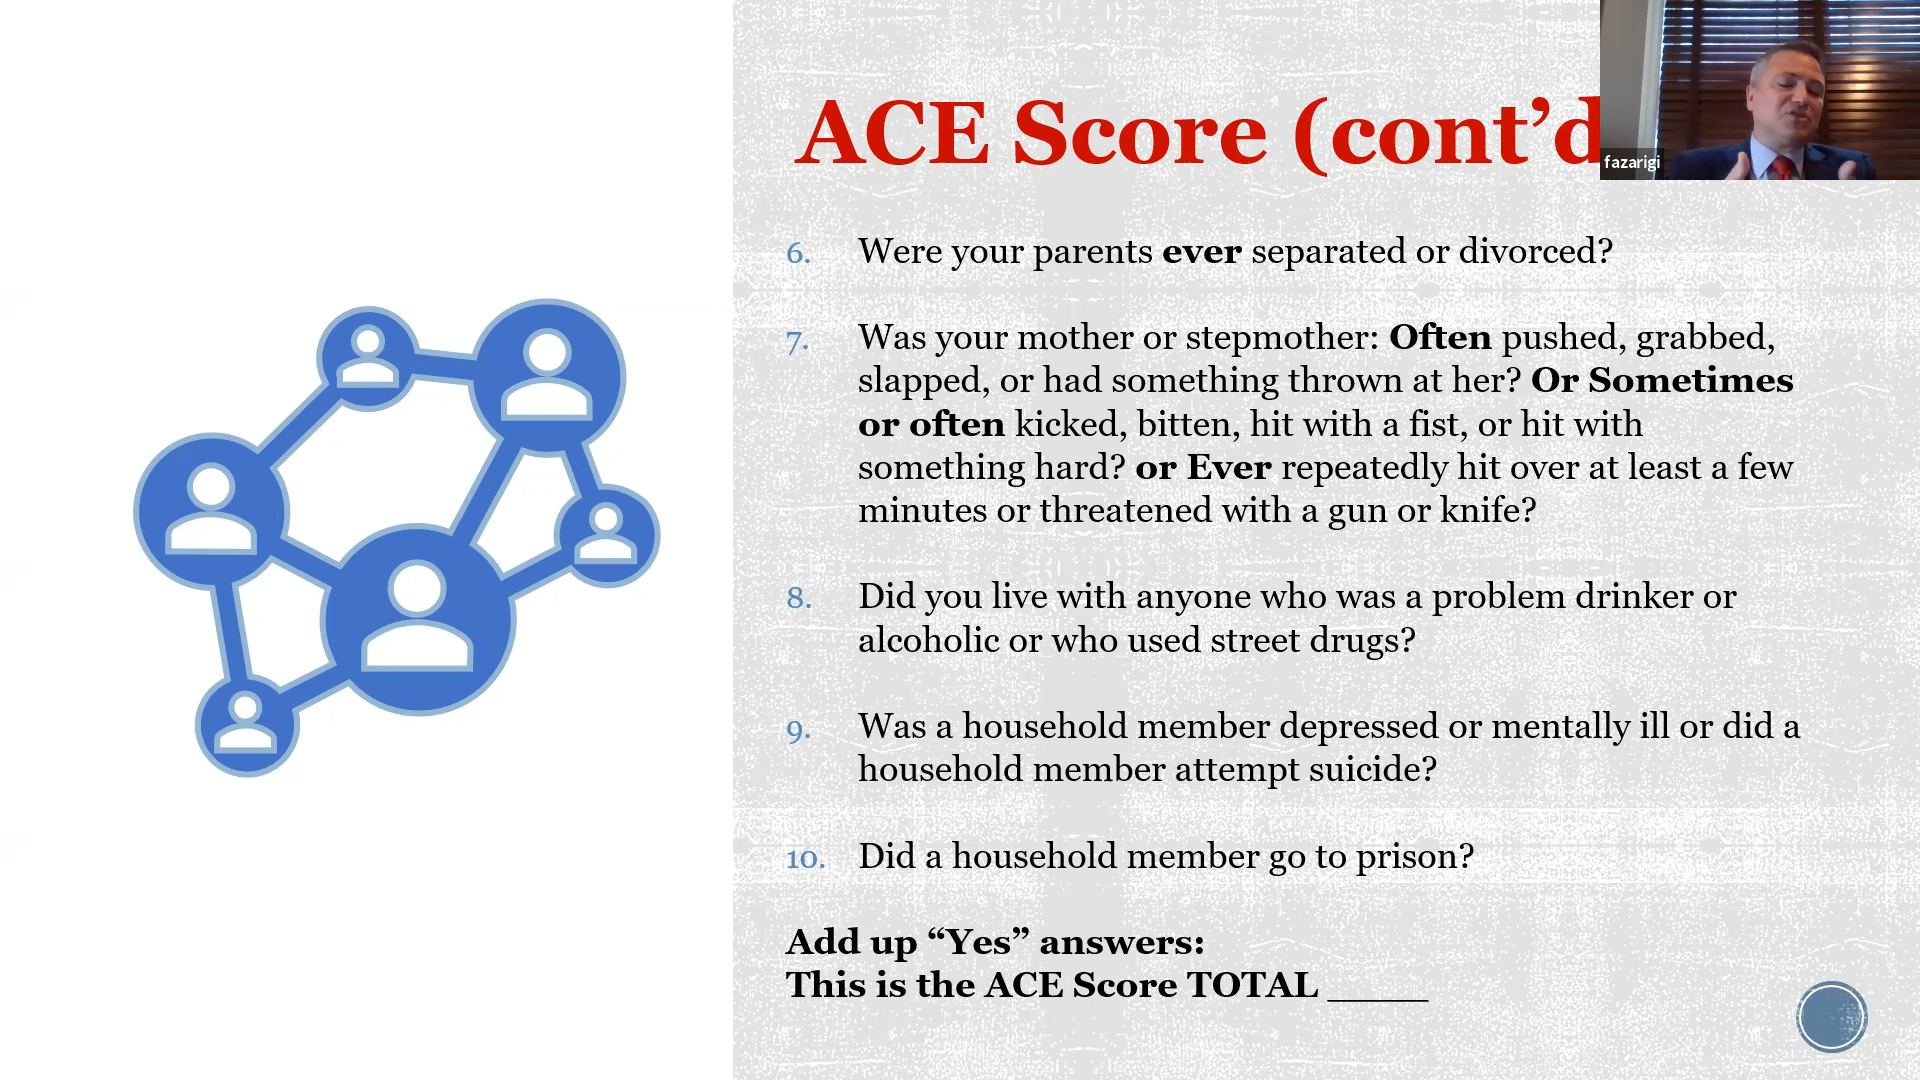 ACE Score (cont’d
fazarigi
6. Were your parents ever separated or divorced?
7. Was your mother or stepmother: Often pushed, grabbed,
slapped, or had something thrown at her? Or Sometimes
or often kicked, bitten, hit with a fist, or hit with
something hard? or Ever repeatedly hit over at least a few
minutes or threatened with a gun or knife?
8. Did you live with anyone who was a problem drinker or
alcoholic or who used street drugs?
9. Was a household member depressed or mentally ill or did a
household member attempt suicide?
10. Did a household member go to prison?
Add up “Yes” answers:
This is the ACE Score TOTAL _____